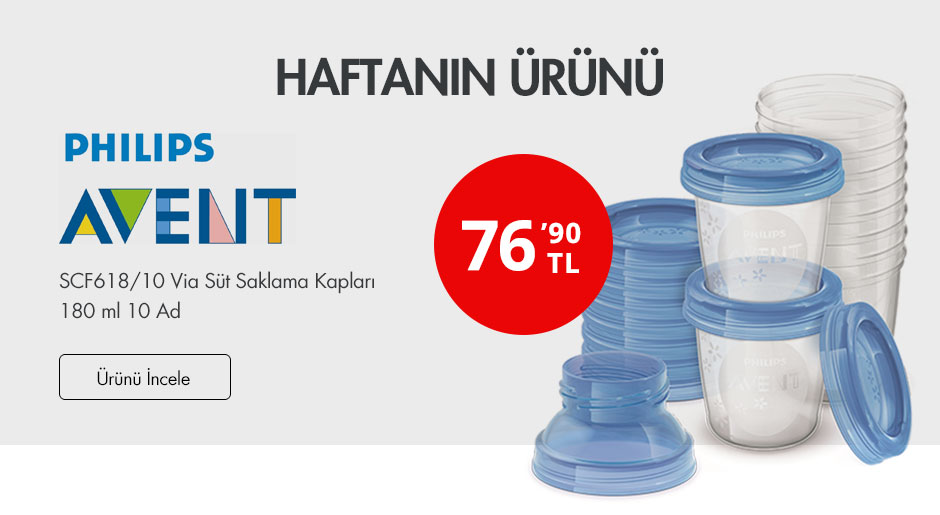 HAFTANIN ÜRÜNÜ
PHILIPS
AVENT
SCF618/10 Via Süt Saklama Kapları
180 ml 10 Ad
Ürünü İncele
76 ’90
TL
PHILIPS
AVENT
PHILIPS
AVENT